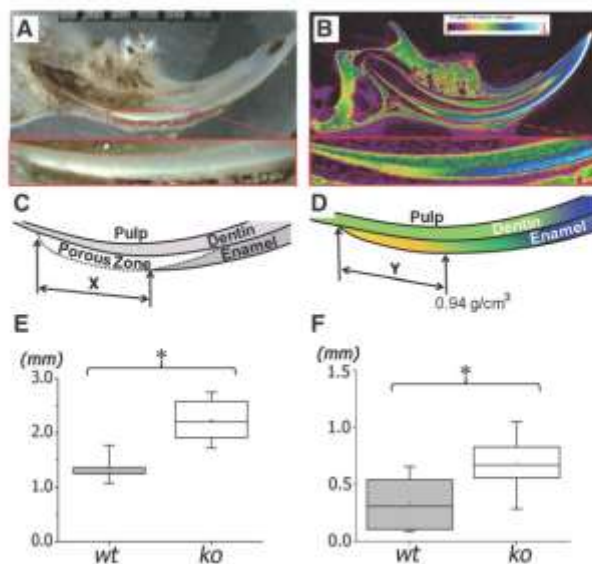 A
B
C
Pulp
Dentin
Enamel
Porous Zone
X
D
Pulp
Dentin
Enamel
Y
0.94 g/cm³
E
(mm)
*
3.0
2.0
1.0
0.0
wt
ko
F
(mm)
*
1.5
1.0
0.5
0.0
wt
ko